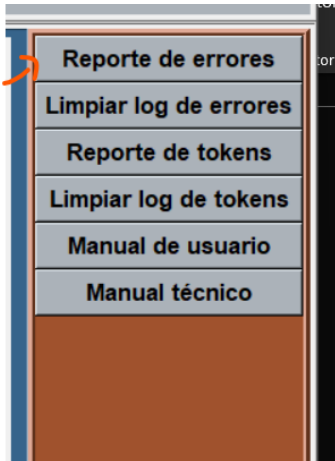 Reporte de errores
Limpiar log de errores
Reporte de tokens
Limpiar log de tokens
Manual de usuario
Manual técnico